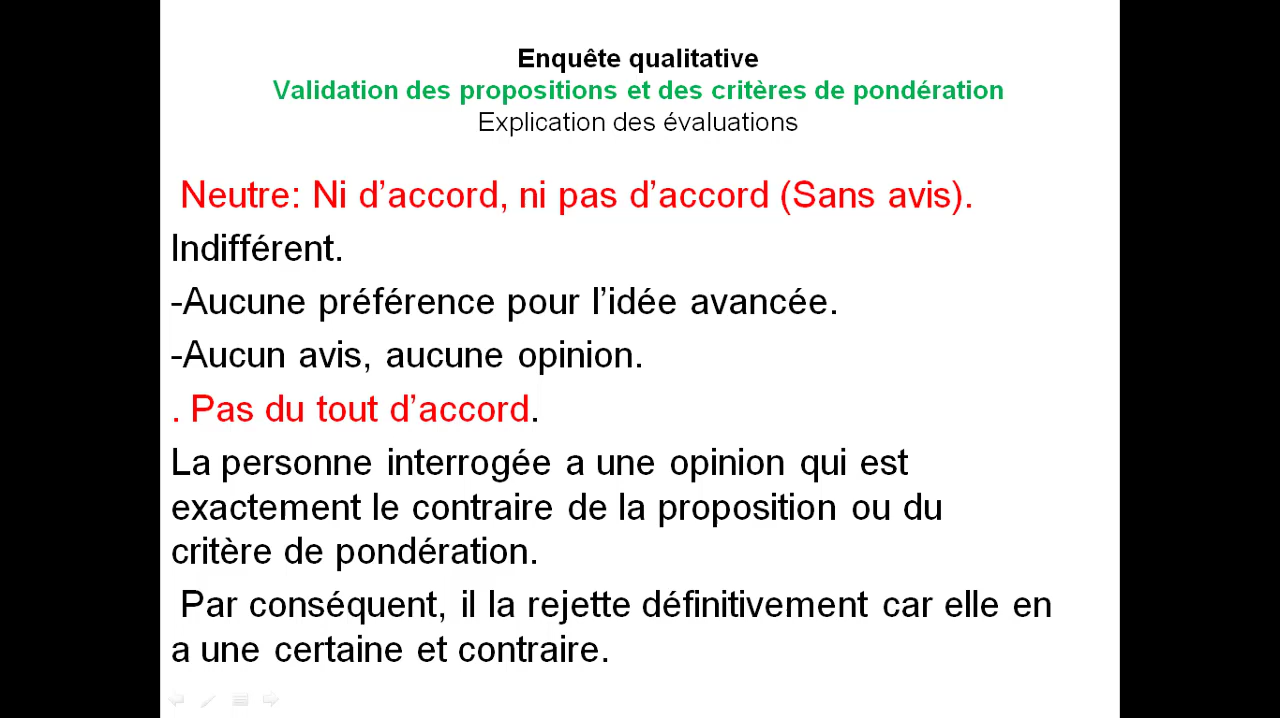 Enquête qualitative
Validation des propositions et des critères de pondération
Explication des évaluations
Neutre: Ni d’accord, ni pas d’accord (Sans avis).
Indifférent.
-Aucune préférence pour l’idée avancée.
-Aucun avis, aucune opinion.
. Pas du tout d’accord.
La personne interrogée a une opinion qui est
exactement le contraire de la proposition ou du
critère de pondération.
Par conséquent, il la rejette définitivement car elle en
a une certaine et contraire.